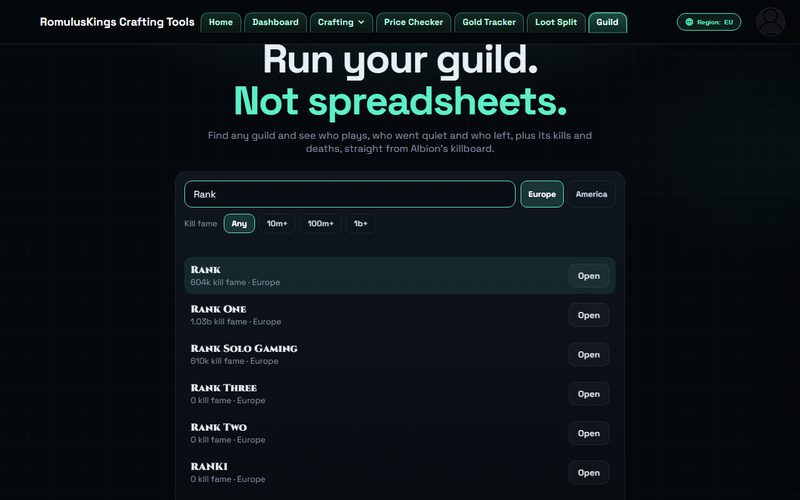 RomulusKings Crafting Tools
Home
Dashboard
Crafting
Price Checker
Gold Tracker
Loot Split
Guild
Region: EU
Run your guild.
Not spreadsheets.
Find any guild and see who plays, who went quiet and who left, plus its kills and
deaths, straight from Albion's killboard.
Rank
Europe
America
Kill fame
Any
10m+
100m+
1b+
Rank
604k kill fame · Europe
Open
Rank One
1.03b kill fame · Europe
Open
Rank Solo Gaming
610k kill fame · Europe
Open
Rank Three
0 kill fame · Europe
Open
Rank Two
0 kill fame · Europe
Open
RANK1
0 kill fame · Europe
Open